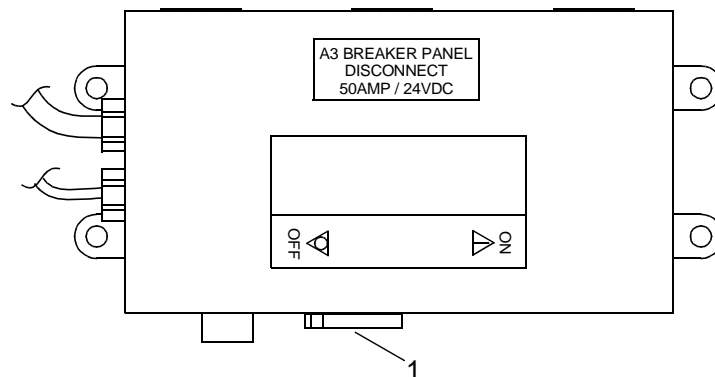 A3 BREAKER PANEL
DISCONNECT
50AMP / 24VDC
OFF
ON
1